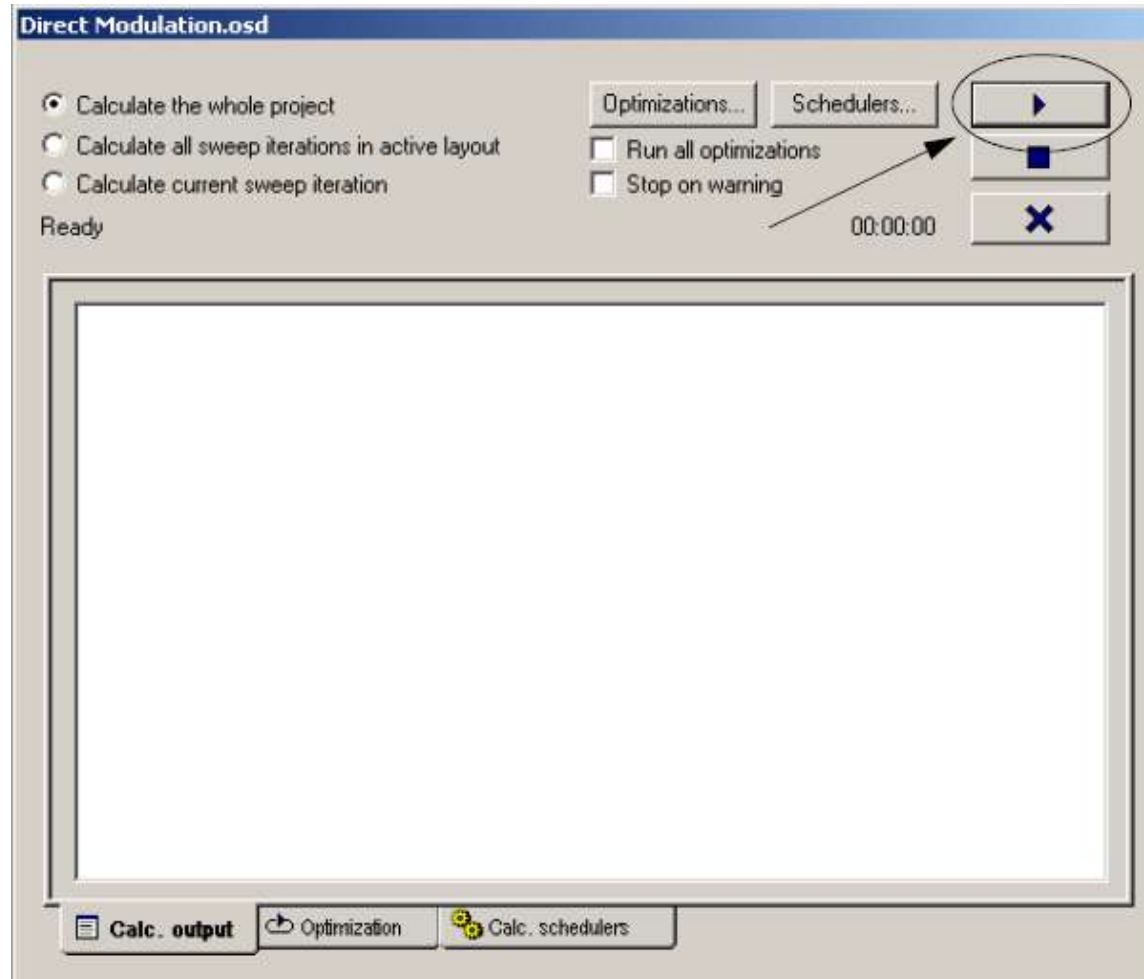 Direct Modulation.osd
Calculate the whole project
Optimizations...
Schedulers...
Calculate all sweep iterations in active layout
Run all optimizations
Calculate current sweep iteration
Stop on warning
Ready
00:00:00
Calc. output
Optimization
Calc. schedulers